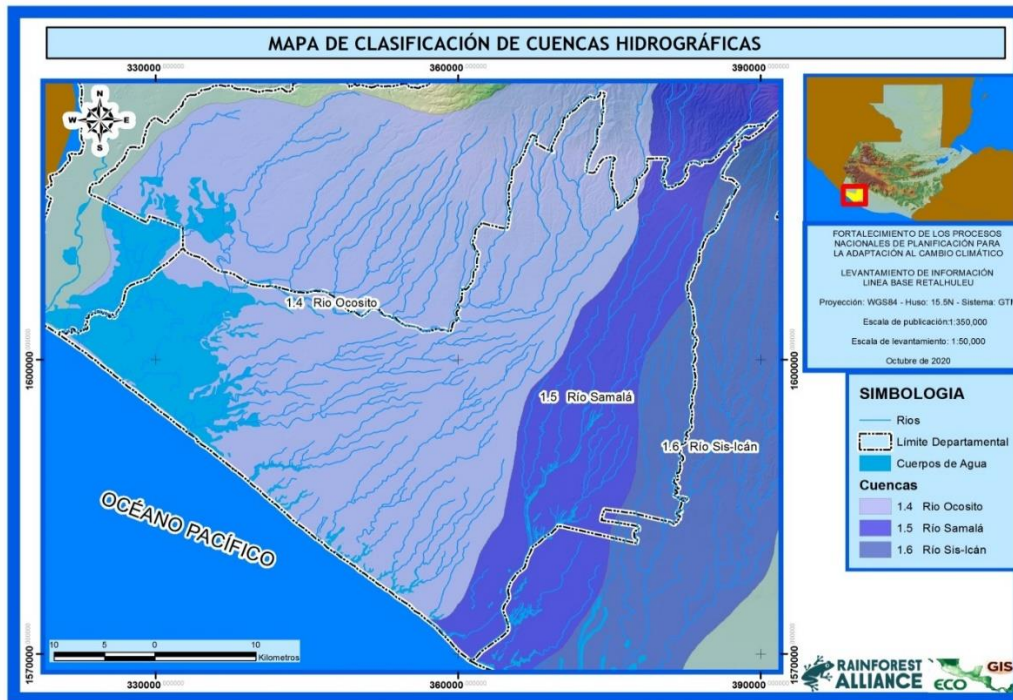 MAPA DE CLASIFICACIÓN DE CUENCAS HIDROGRÁFICAS
330000
360000
390000
N
W
E
S
1600000
1600000
1.4 Río Ocosito
1.5 Río Samalá
1.6 Río Sis-Icán
OCÉANO PACÍFICO
10 5 0 10
Kilometros
1570000
1570000
330000
360000
390000
FORTALECIMIENTO DE LOS PROCESOS
NACIONALES DE PLANIFICACIÓN PARA
LA ADAPTACIÓN AL CAMBIO CLIMÁTICO
LEVANTAMIENTO DE INFORMACIÓN
LINEA BASE RETALHULEU
Proyección: WGS84 - Huso: 15.5N - Sistema: GTM
Escala de publicación:1:350,000
Escala de levantamiento: 1:50,000
Octubre de 2020
SIMBOLOGIA
Rios
Límite Departamental
Cuerpos de Agua
Cuencas
1.4 Río Ocosito
1.5 Río Samalá
1.6 Río Sis-Icán
RAINFOREST
ALLIANCE
ECO
GIS